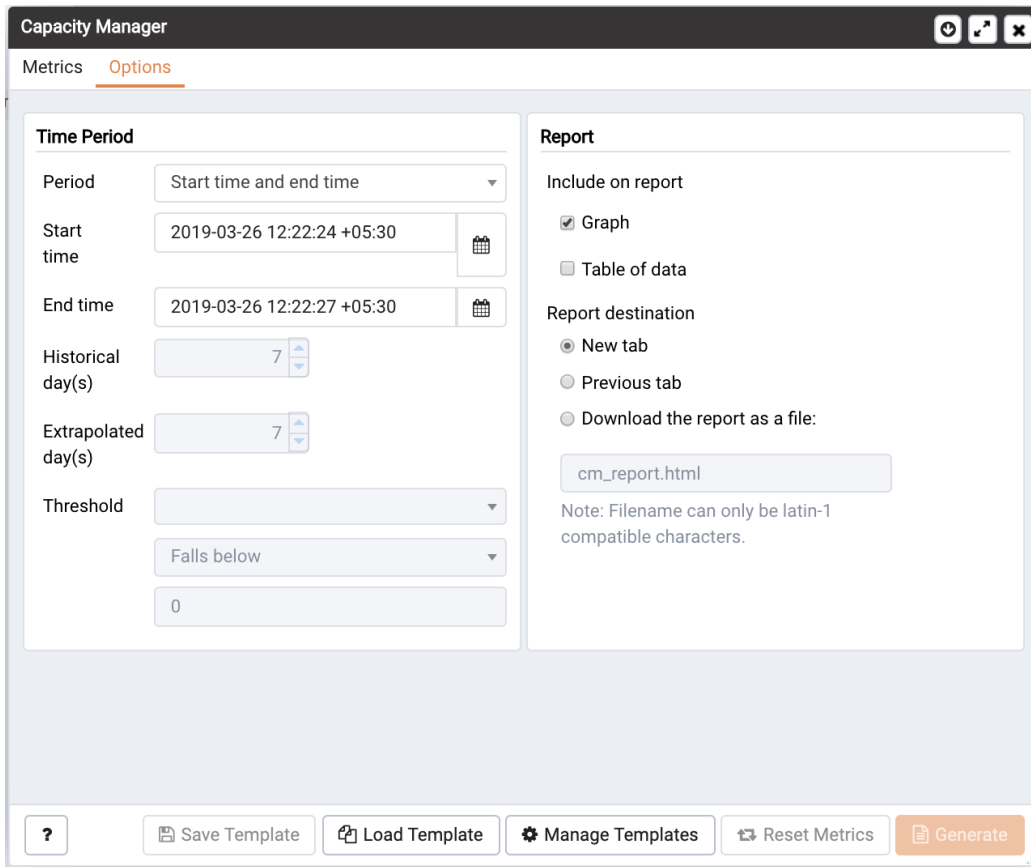 Capacity Manager
Metrics Options
Time Period
Period Start time and end time
Start
time
2019-03-26 12:22:24 +05:30
End time 2019-03-26 12:22:27 +05:30
Historical
day(s)
7
Extrapolated
day(s)
7
Threshold
Falls below
0
Report
Include on report
Graph
Table of data
Report destination
New tab
Previous tab
Download the report as a file:
cm_report.html
Note: Filename can only be latin-1
compatible characters.
? Save Template Load Template Manage Templates Reset Metrics Generate